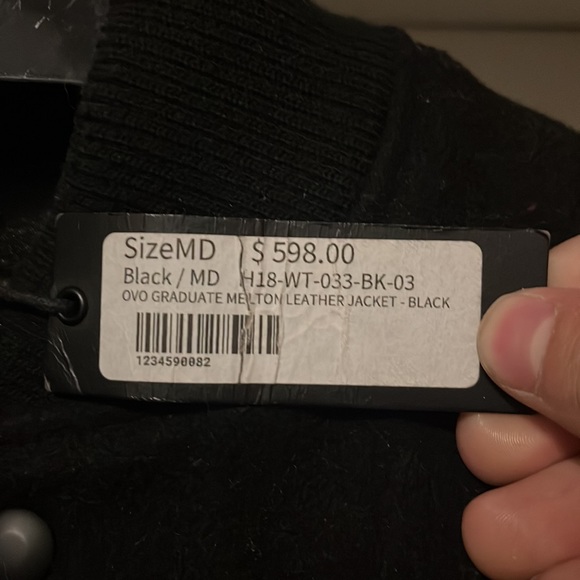 SizeMD $ 598.00
Black / MD H18-WT-033-BK-03
OVO GRADUATE MELTON LEATHER JACKET - BLACK
1234590082